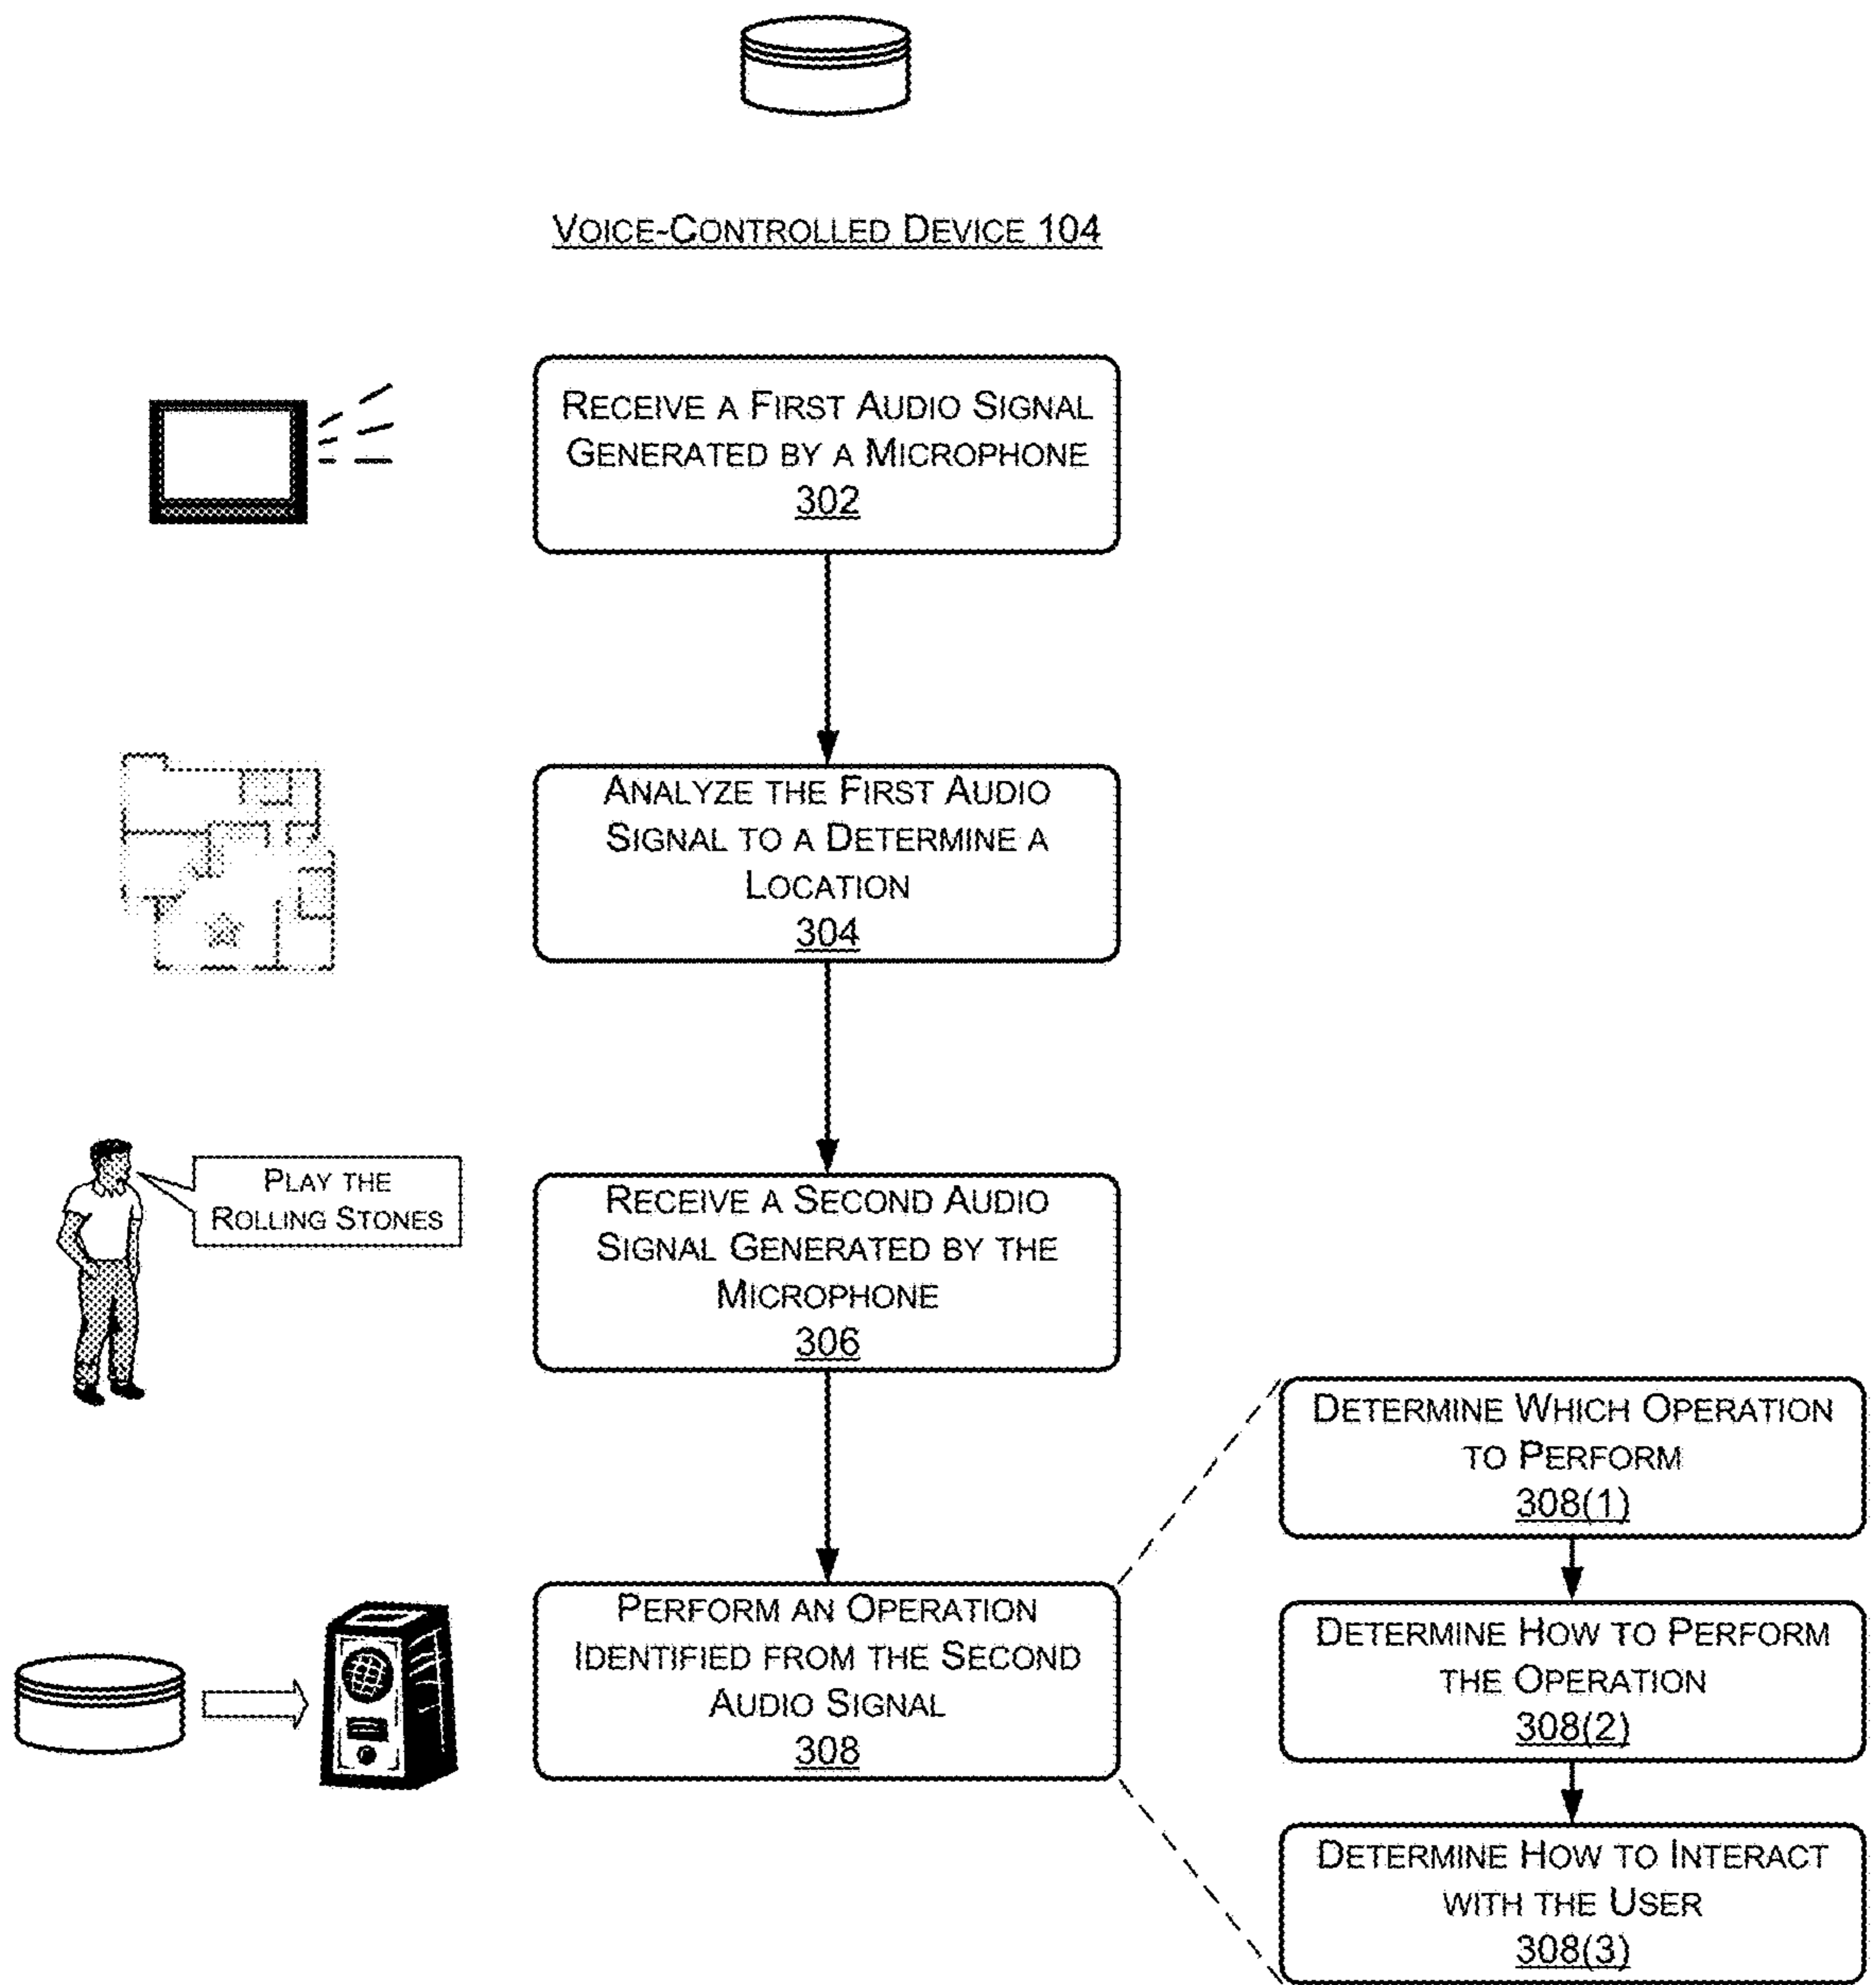 VOICE-CONTROLLED DEVICE 104
RECEIVE A FIRST AUDIO SIGNAL
GENERATED BY A MICROPHONE
302
ANALYZE THE FIRST AUDIO
SIGNAL TO A DETERMINE A
LOCATION
304
PLAY THE
ROLLING STONES
RECEIVE A SECOND AUDIO
SIGNAL GENERATED BY THE
MICROPHONE
306
PERFORM AN OPERATION
IDENTIFIED FROM THE SECOND
AUDIO SIGNAL
308
DETERMINE WHICH OPERATION
TO PERFORM
308(1)
DETERMINE HOW TO PERFORM
THE OPERATION
308(2)
DETERMINE HOW TO INTERACT
WITH THE USER
308(3)